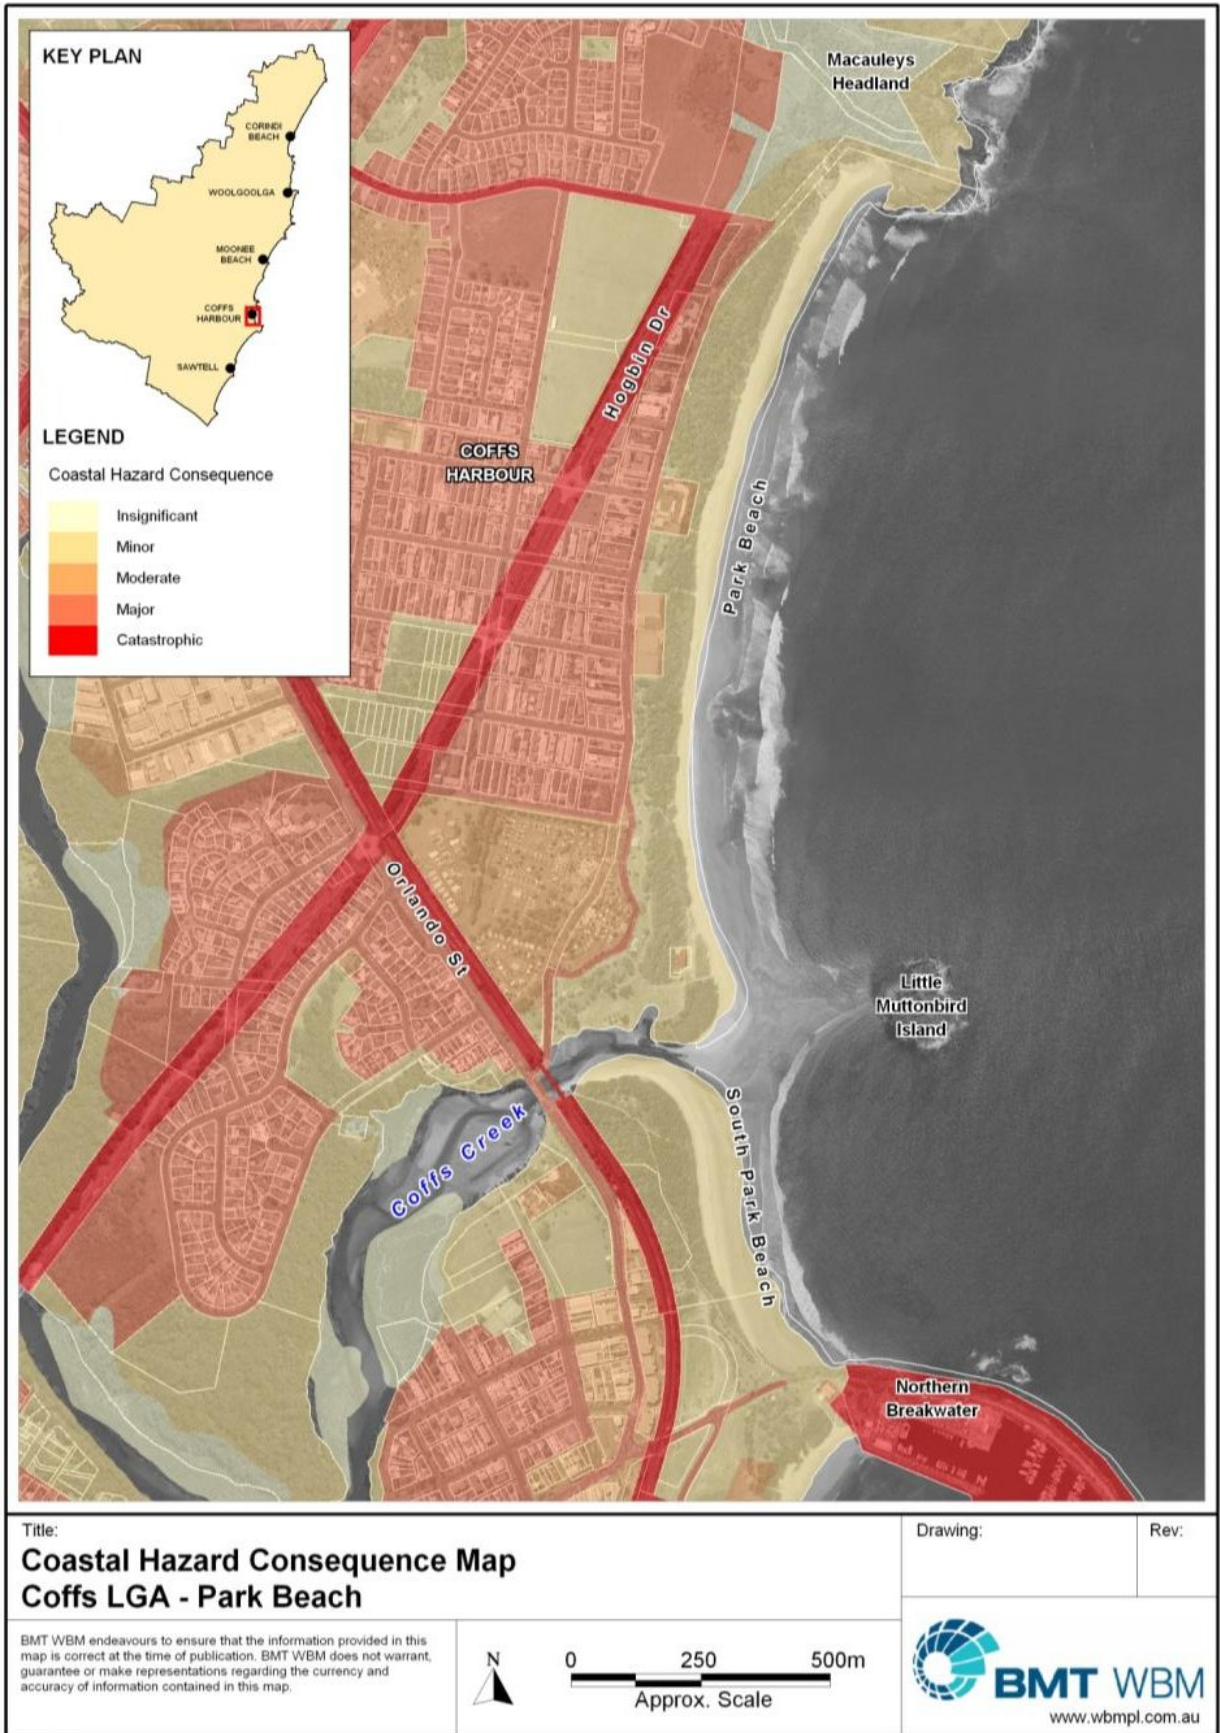 KEY PLAN
CORINDI
BEACH
WOOLGOOLGA
MOONEE
BEACH
COFFS
HARBOUR
SAWTELL
LEGEND
Coastal Hazard Consequence
Insignificant
Minor
Moderate
Major
Catastrophic
Macauleys
Headland
Hogbin Dr
COFFS
HARBOUR
Park Beach
Orlando St
Little
Muttonbird
Island
Coffs Creek
South Park Beach
Northern
Breakwater
Title:
Coastal Hazard Consequence Map
Coffs LGA - Park Beach
BMT WBM endeavours to ensure that the information provided in this
map is correct at the time of publication. BMT WBM does not warrant,
guarantee or make representations regarding the currency and
accuracy of information contained in this map.
N
0 250 500m
Approx. Scale
Drawing:
Rev:
BMT WBM
www.wbmpl.com.au